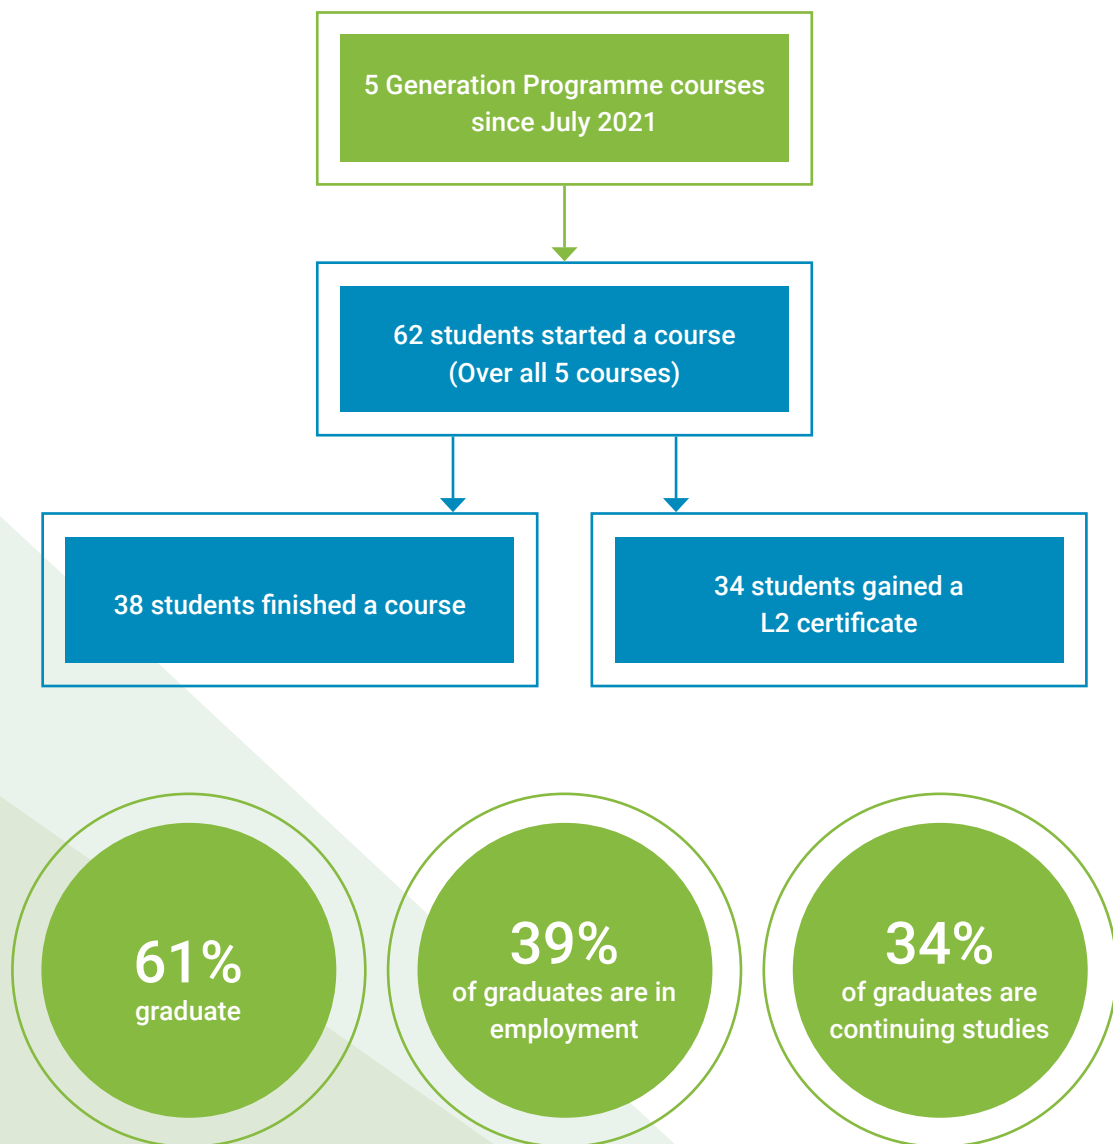 5 Generation Programme courses
since July 2021
62 students started a course
(Over all 5 courses)
38 students finished a course
34 students gained a
L2 certificate
61%
graduate
39%
of graduates are in
employment
34%
of graduates are
continuing studies